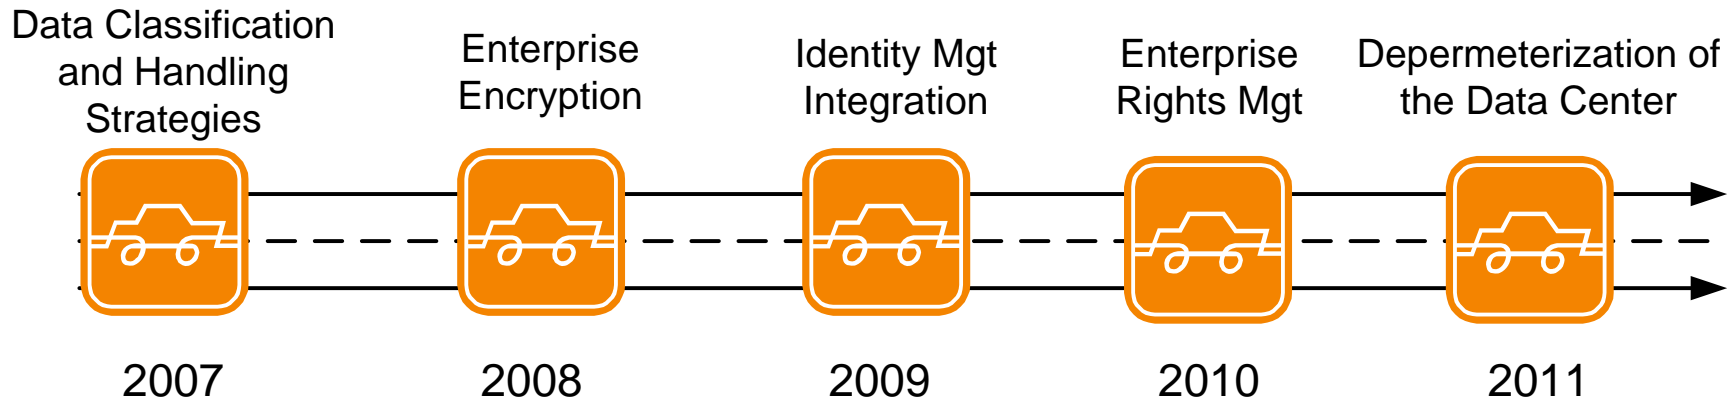 Data Classification
and Handling
Strategies
Enterprise
Encryption
Identity Mgt
Integration
Enterprise
Rights Mgt
Depermeterization of
the Data Center
2007
2008
2009
2010
2011